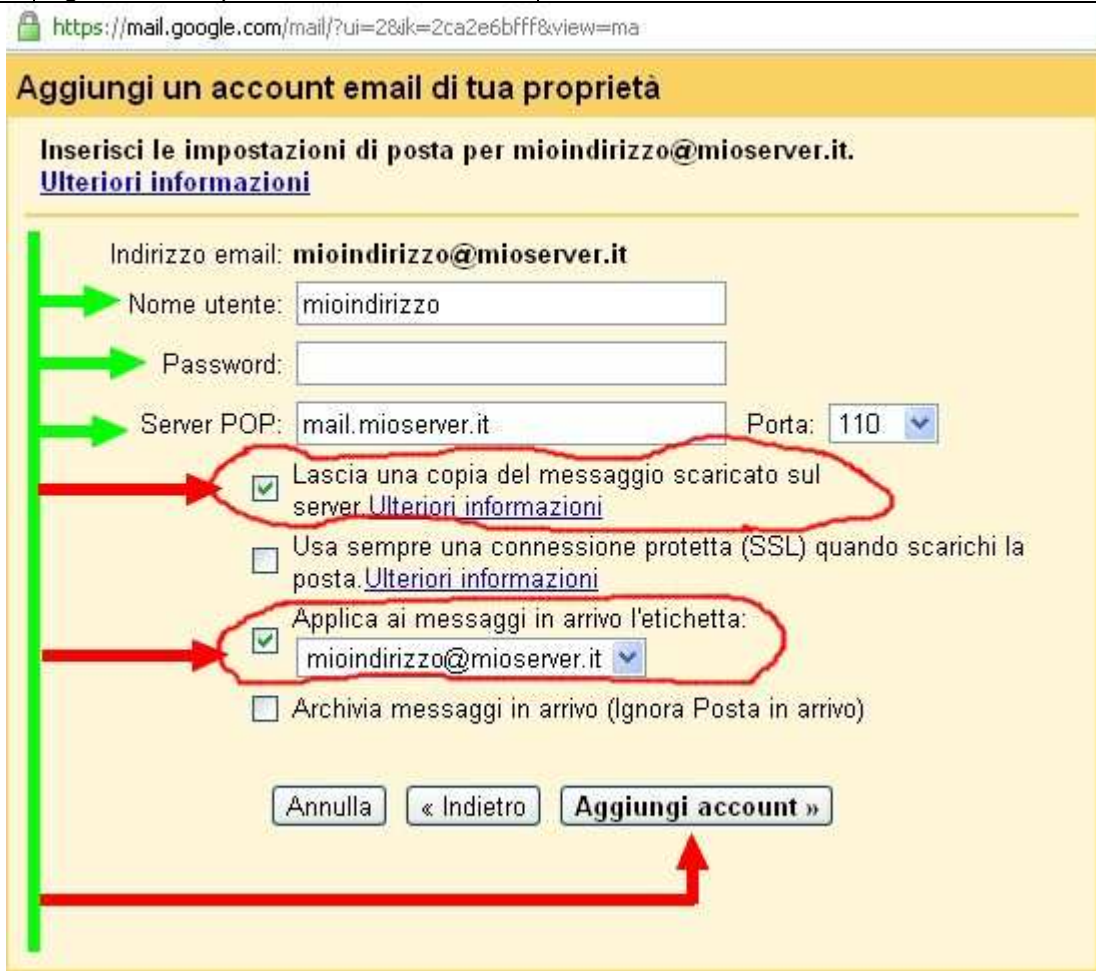 https://mail.google.com/mail/?ui=2&ik=2ca2e6bfff&view=ma
Aggiungi un account email di tua proprietà
Inserisci le impostazioni di posta per mioindirizzo@mioserver.it.
Ulteriori informazioni
Indirizzo email: mioindirizzo@mioserver.it
Nome utente: mioindirizzo
Password:
Server POP: mail.mioserver.it Porta: 110
Lascia una copia del messaggio scaricato sul
server.Ulteriori informazioni
Usa sempre una connessione protetta (SSL) quando scarichi la
posta.Ulteriori informazioni
Applica ai messaggi in arrivo l'etichetta:
mioindirizzo@mioserver.it
Archivia messaggi in arrivo (Ignora Posta in arrivo)
Annulla « Indietro Aggiungi account »